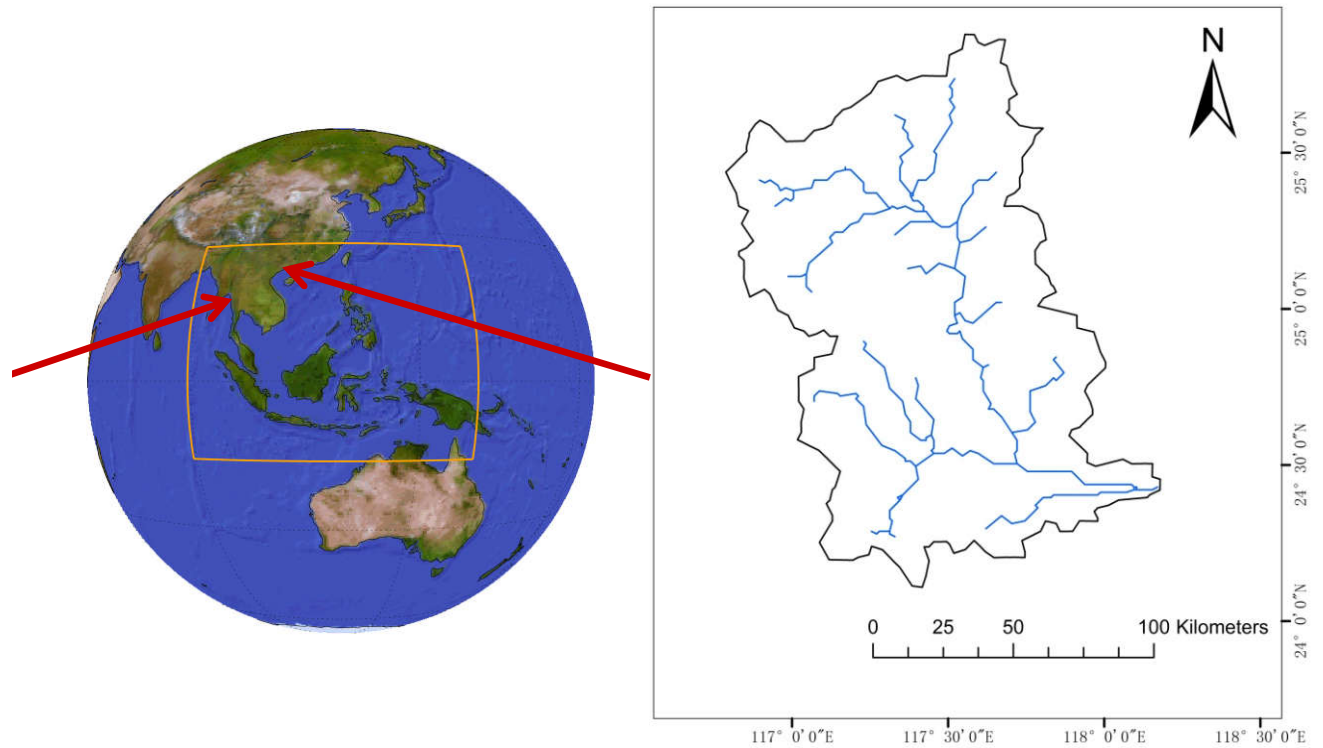 N
25° 30′ 0″N
25° 0′ 0″N
24° 30′ 0″N
24° 0′ 0″N
0 25 50 100 Kilometers
117° 0′ 0″E 117° 30′ 0″E 118° 0′ 0″E 118° 30′ 0″E